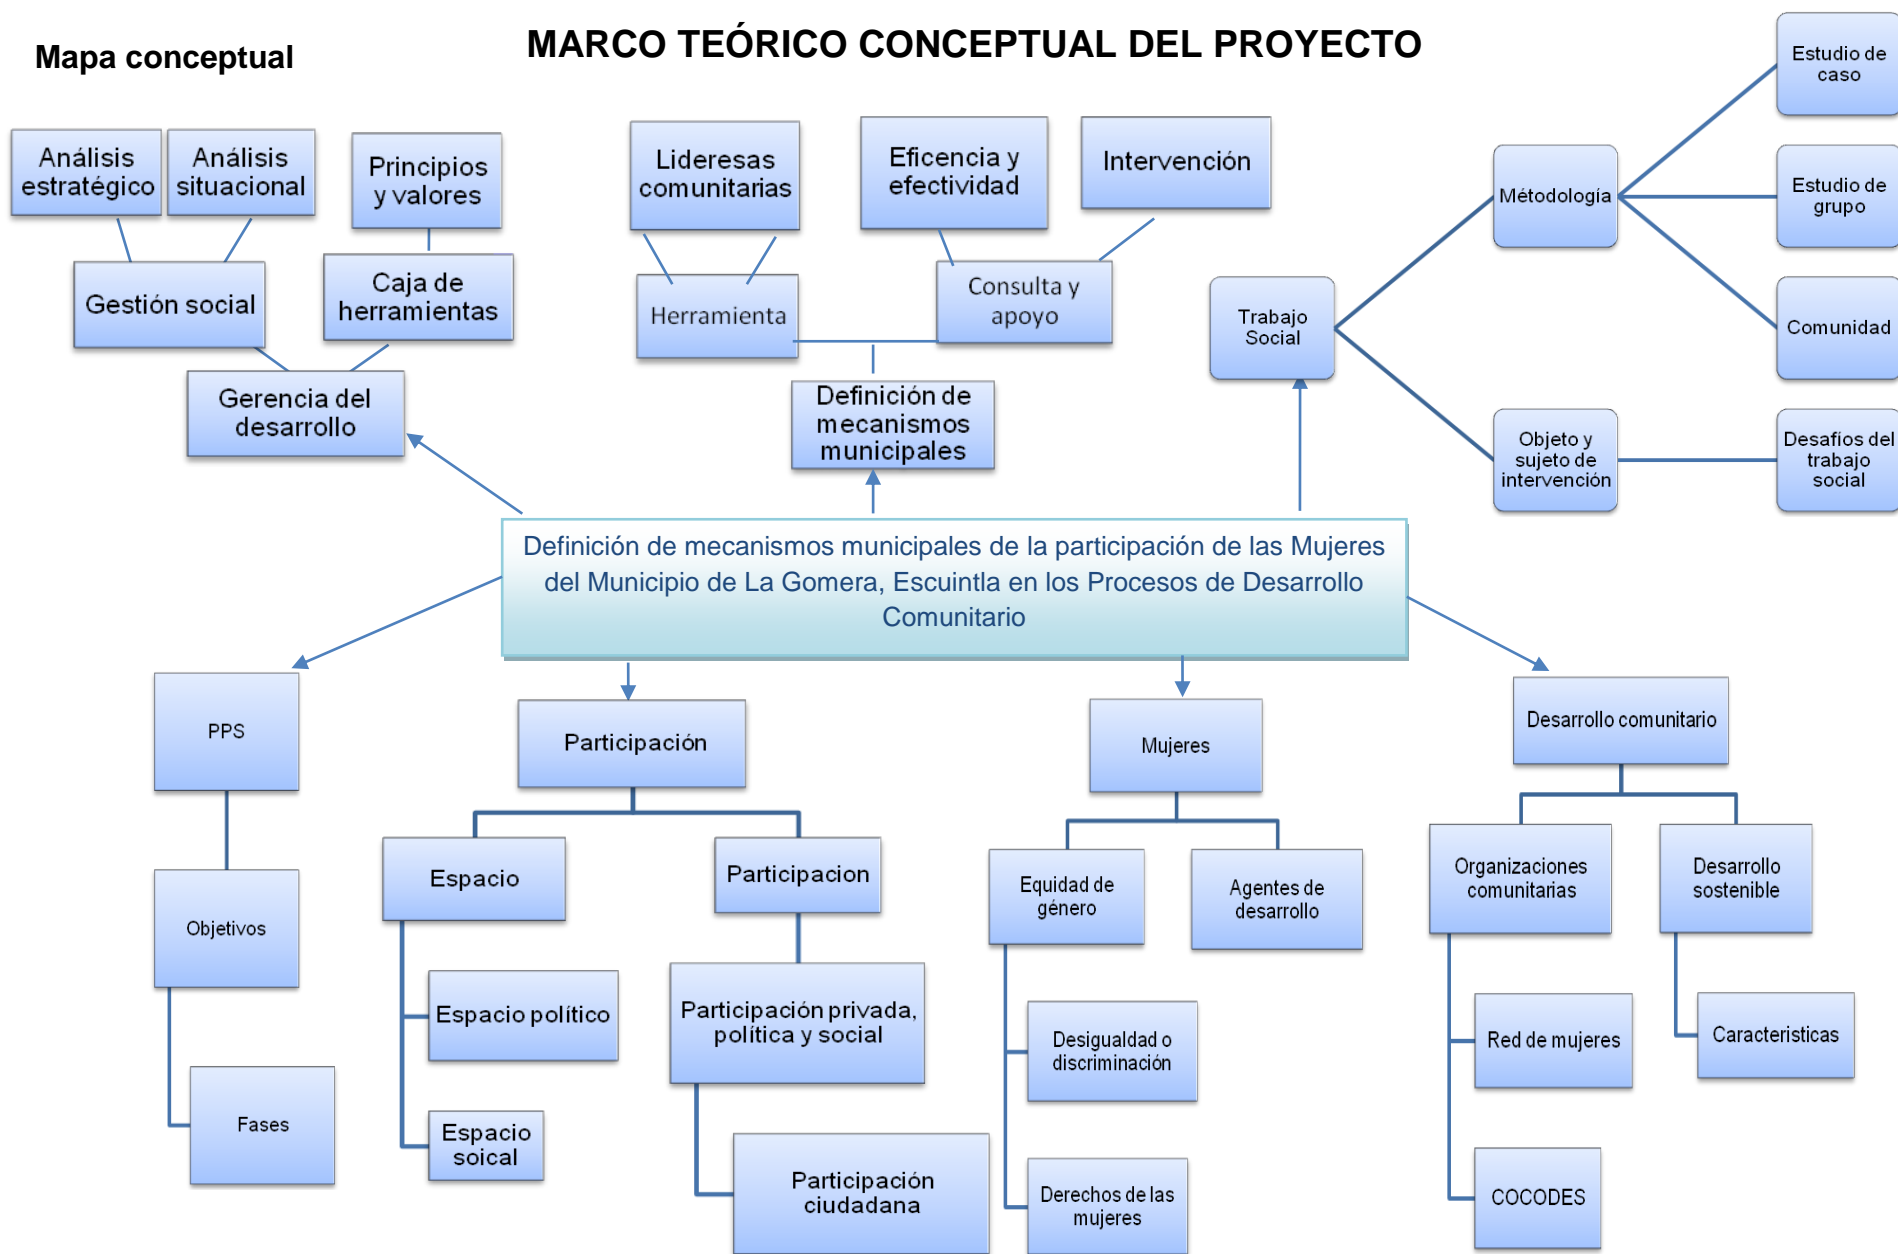 Mapa conceptual
MARCO TEÓRICO CONCEPTUAL DEL PROYECTO
Análisis
estratégico
Análisis
situacional
Principios
y valores
Gestión social
Caja de
herramientas
Gerencia del
desarrollo
Lideresas
comunitarias
Eficencia y
efectividad
Intervención
Herramienta
Consulta y
apoyo
Definición de
mecanismos
municipales
Trabajo
Social
Métodología
Estudio de
caso
Estudio de
grupo
Comunidad
Objeto y
sujeto de
intervención
Desafíos del
trabajo
social
Definición de mecanismos municipales de la participación de las Mujeres
del Municipio de La Gomera, Escuintla en los Procesos de Desarrollo
Comunitario
PPS
Objetivos
Fases
Participación
Espacio
Participacion
Espacio político
Espacio
soical
Participación privada,
política y social
Participación
ciudadana
Mujeres
Equidad de
género
Agentes de
desarrollo
Desigualdad o
discriminación
Derechos de las
mujeres
Desarrollo comunitario
Organizaciones
comunitarias
Desarrollo
sostenible
Red de mujeres
Caracteristicas
COCODES